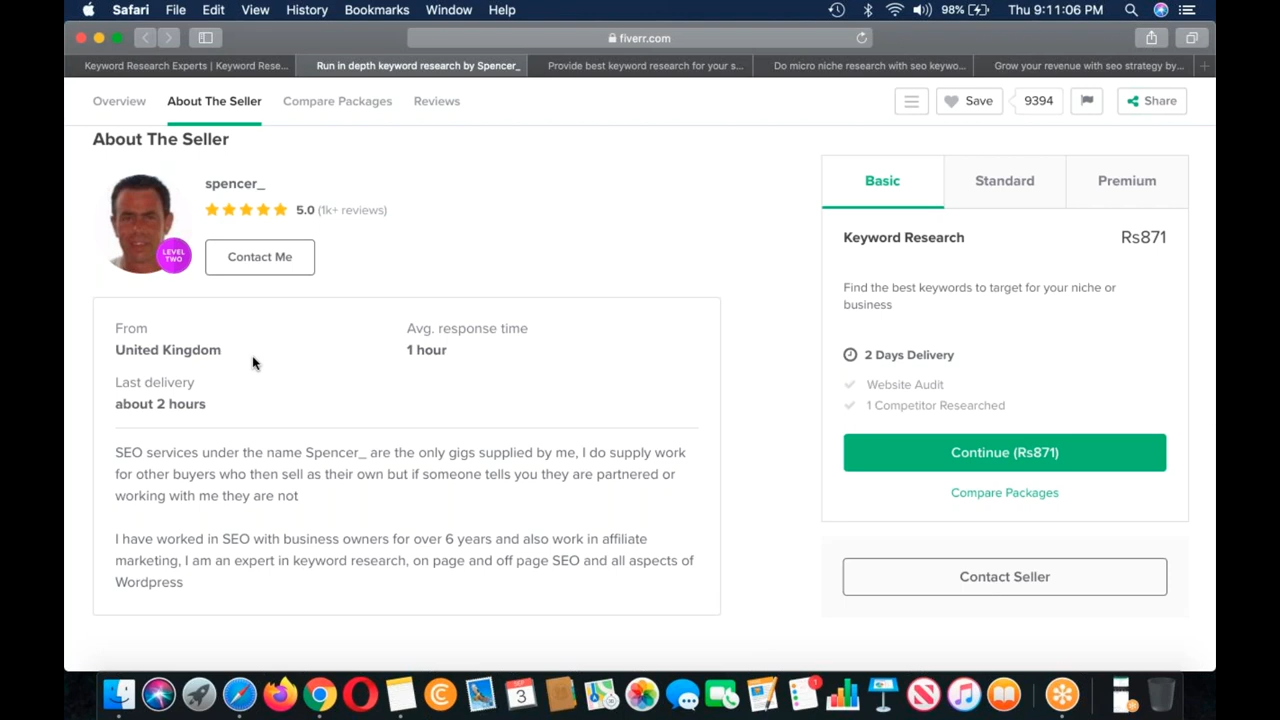 Safari File Edit View History Bookmarks Window Help 98% Thu 9:11:06 PM
fiverr.com
Keyword Research Experts | Keyword Rese... Run in depth keyword research by Spencer_ Provide best keyword research for your s... Do micro niche research with seo keywo... Grow your revenue with seo strategy by...
Overview About The Seller Compare Packages Reviews Save 9394 Share
About The Seller
spencer_
5.0 (1k+ reviews)
LEVEL
TWO
Contact Me
From
United Kingdom
Avg. response time
1 hour
Last delivery
about 2 hours
SEO services under the name Spencer_ are the only gigs supplied by me, I do supply work
for other buyers who then sell as their own but if someone tells you they are partnered or
working with me they are not
I have worked in SEO with business owners for over 6 years and also work in affiliate
marketing, I am an expert in keyword research, on page and off page SEO and all aspects of
Wordpress
Basic Standard Premium
Keyword Research Rs871
Find the best keywords to target for your niche or
business
2 Days Delivery
Website Audit
1 Competitor Researched
Continue (Rs871)
Compare Packages
Contact Seller
3
1